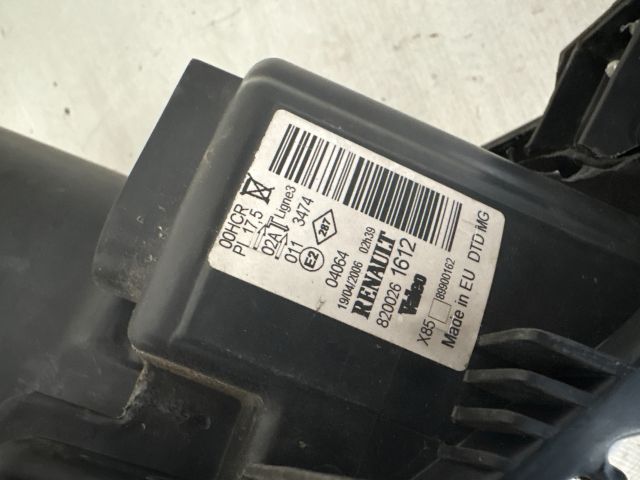 00HCR
PL 17,5
02A Ligne3
011 3474
E2 287
04064
19/04/2006 02h39
RENAULT
820026 1612
Valeo
X85 89900162
Made in EU DTD MG